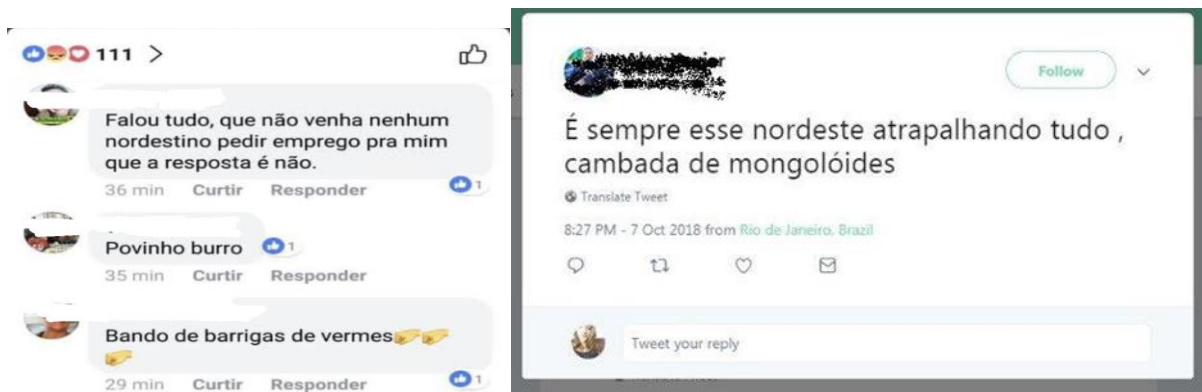 111 >
Falou tudo, que não venha nenhum
nordestino pedir emprego pra mim
que a resposta é não.
36 min Curtir Responder 1
Povinho burro 1
35 min Curtir Responder
Bando de barrigas de vermes🤛🤛
🤛
29 min Curtir Responder 1
Follow
É sempre esse nordeste atrapalhando tudo ,
cambada de mongolóides
Translate Tweet
8:27 PM - 7 Oct 2018 from Rio de Janeiro, Brazil
Tweet your reply